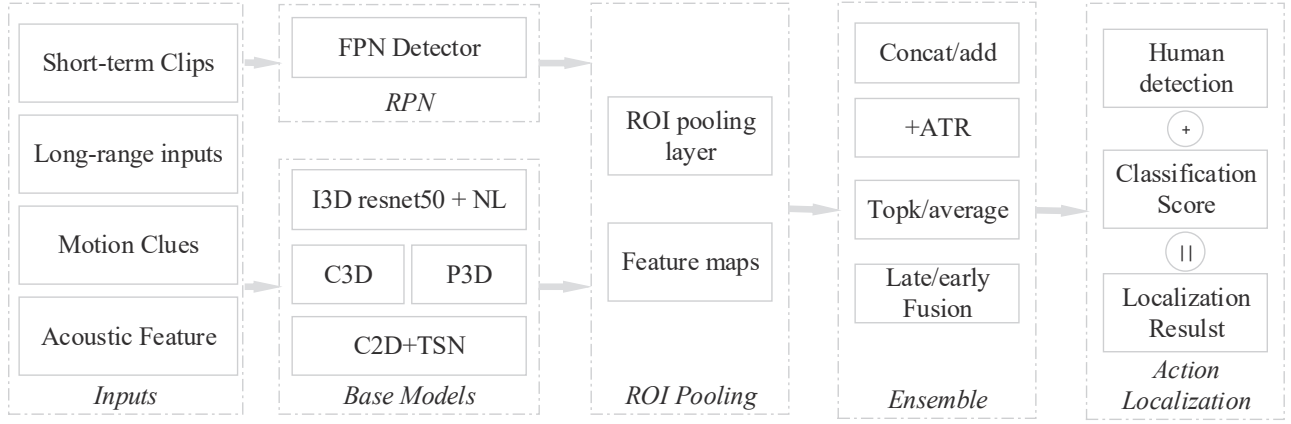 Short-term Clips
Long-range inputs
Motion Clues
Acoustic Feature
Inputs
FPN Detector
RPN
I3D resnet50 + NL
C3D
P3D
C2D+TSN
Base Models
ROI pooling
layer
Feature maps
ROI Pooling
Concat/add
+ATR
Topk/average
Late/early
Fusion
Ensemble
Human
detection
+
Classification
Score
||
Localization
Resulst
Action
Localization